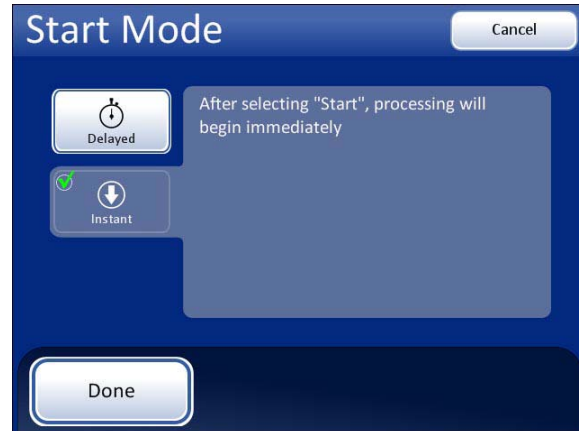 Start Mode
Cancel
Delayed
After selecting "Start", processing will
begin immediately
Instant
Done